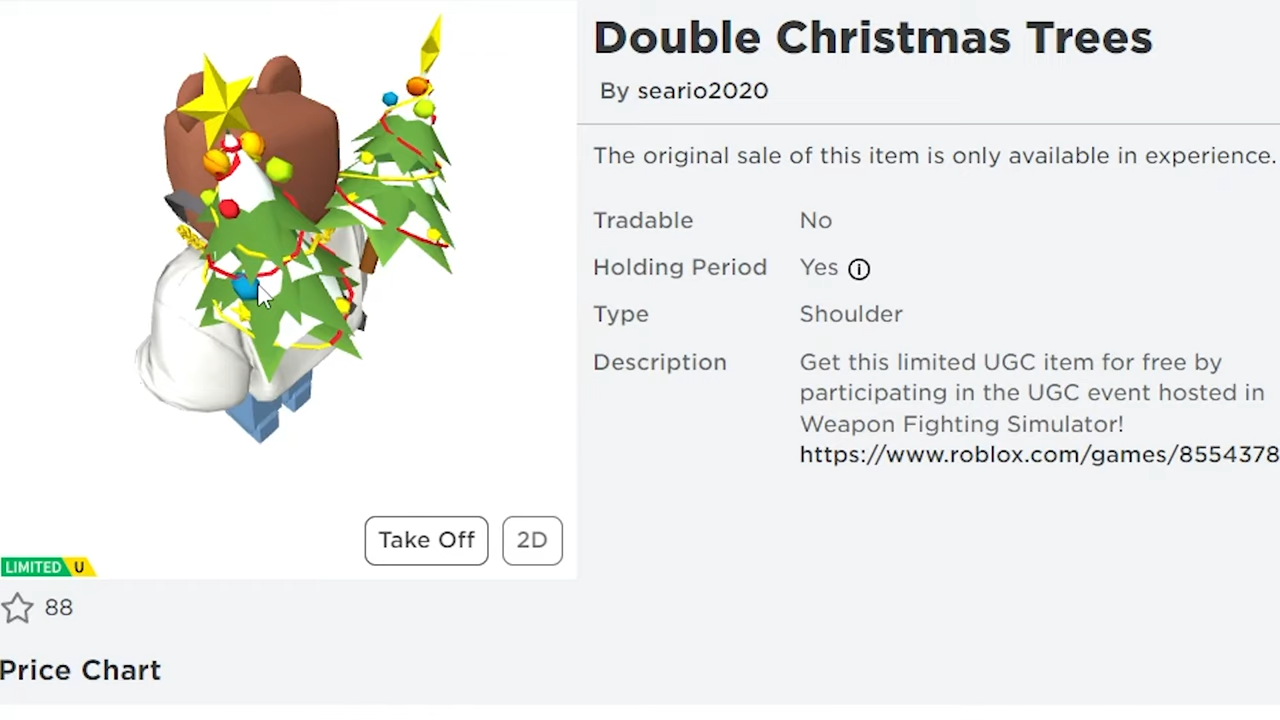 Double Christmas Trees
By seario2020
The original sale of this item is only available in experience.
Tradable No
Holding Period Yes
Type Shoulder
Description Get this limited UGC item for free by
participating in the UGC event hosted in
Weapon Fighting Simulator!
https://www.roblox.com/games/8554378
Take Off 2D
LIMITED U
88
Price Chart